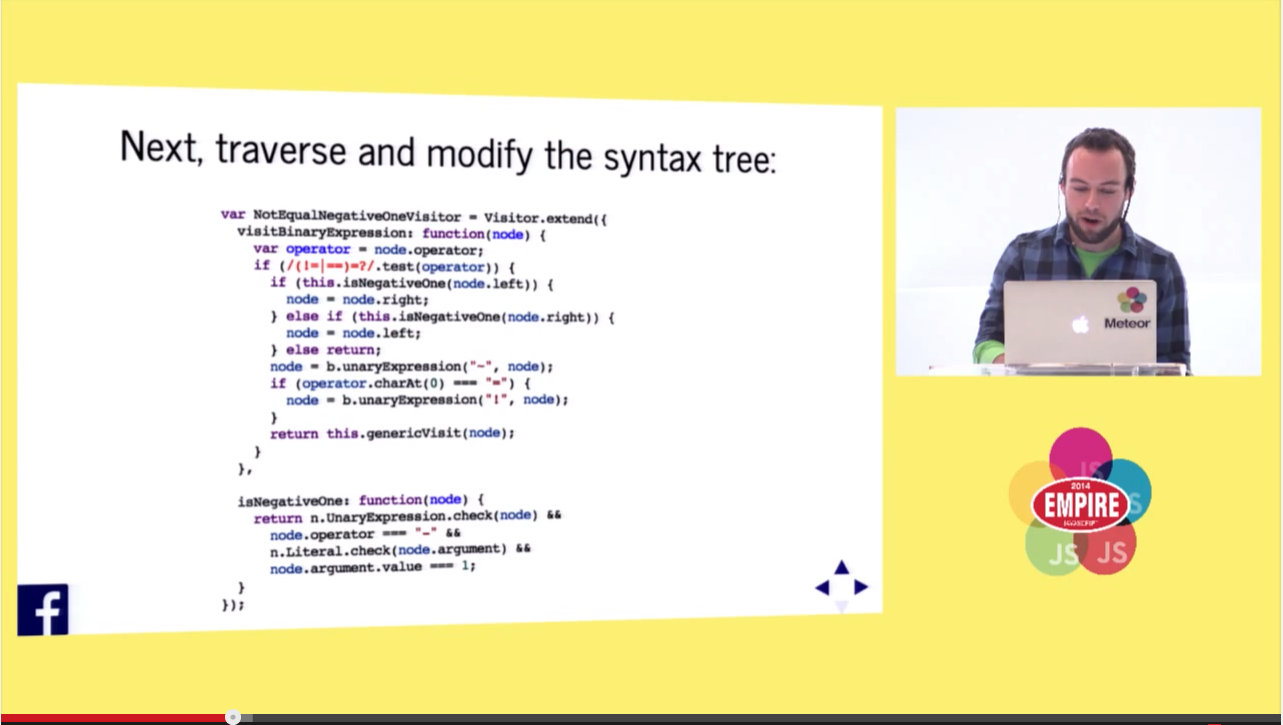 Next, traverse and modify the syntax tree:
var NotEqualNegativeOneVisitor = Visitor.extend({
visitBinaryExpression: function(node) {
var operator = node.operator;
if (/(!=|==)=?/.test(operator)) {
if (this.isNegativeOne(node.left)) {
node = node.right;
} else if (this.isNegativeOne(node.right)) {
node = node.left;
} else return;
node = b.unaryExpression("~", node);
if (operator.charAt(0) === "=") {
node = b.unaryExpression("!", node);
}
return this.genericVisit(node);
}
},
isNegativeOne: function(node) {
return n.UnaryExpression.check(node) &&
node.operator === "-" &&
n.Literal.check(node.argument) &&
node.argument.value === 1;
}
});
f
Meteor
JS
2014
EMPIRE
JAVASCRIPT
S
JS
JS